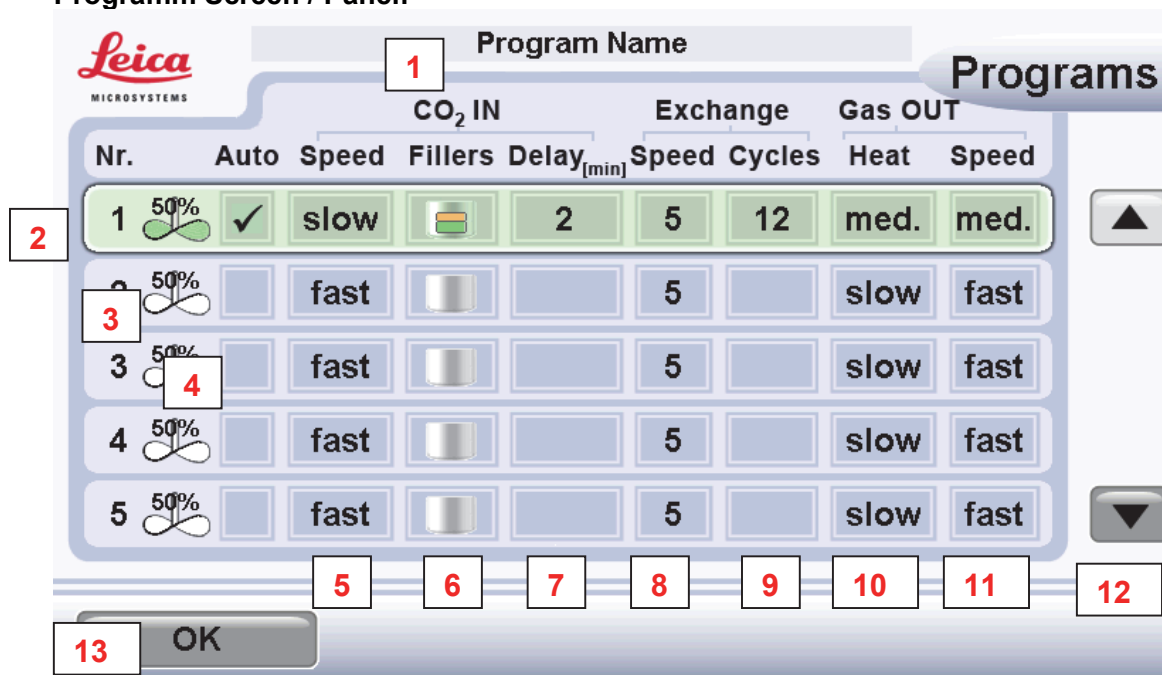 Programm Screen / Panel:
Leica
MICROSYSTEMS
Program Name
1
Programs
CO₂ IN Exchange Gas OUT
Nr. Auto Speed Fillers Delay[min] Speed Cycles Heat Speed
2
1 50% ✓ slow 2 5 12 med. med.
50% fast 5 slow fast
3
3 50% fast 5 slow fast
4
4 50% fast 5 slow fast
5 50% fast 5 slow fast
5 6 7 8 9 10 11 12
13 OK